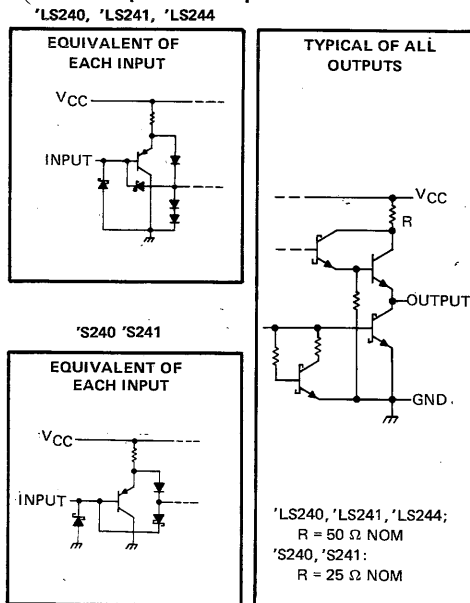 'LS240, 'LS241, 'LS244
EQUIVALENT OF
EACH INPUT
VCC
INPUT
'S240 'S241
EQUIVALENT OF
EACH INPUT
VCC
INPUT
TYPICAL OF ALL
OUTPUTS
VCC
R
OUTPUT
GND
'LS240, 'LS241, 'LS244;
R = 50 Ω NOM
'S240, 'S241:
R = 25 Ω NOM